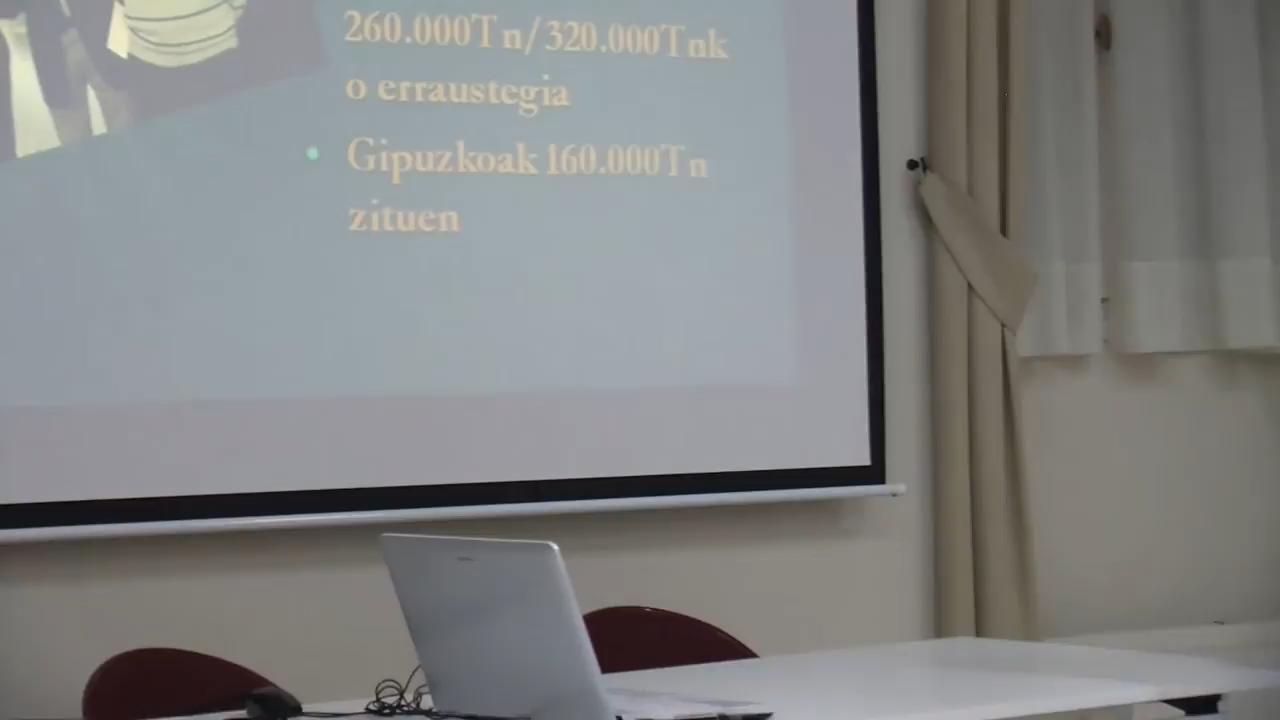 260.000Tn/320.000Tnk
o erraustegia
• Gipuzkoak 160.000Tn
zituen